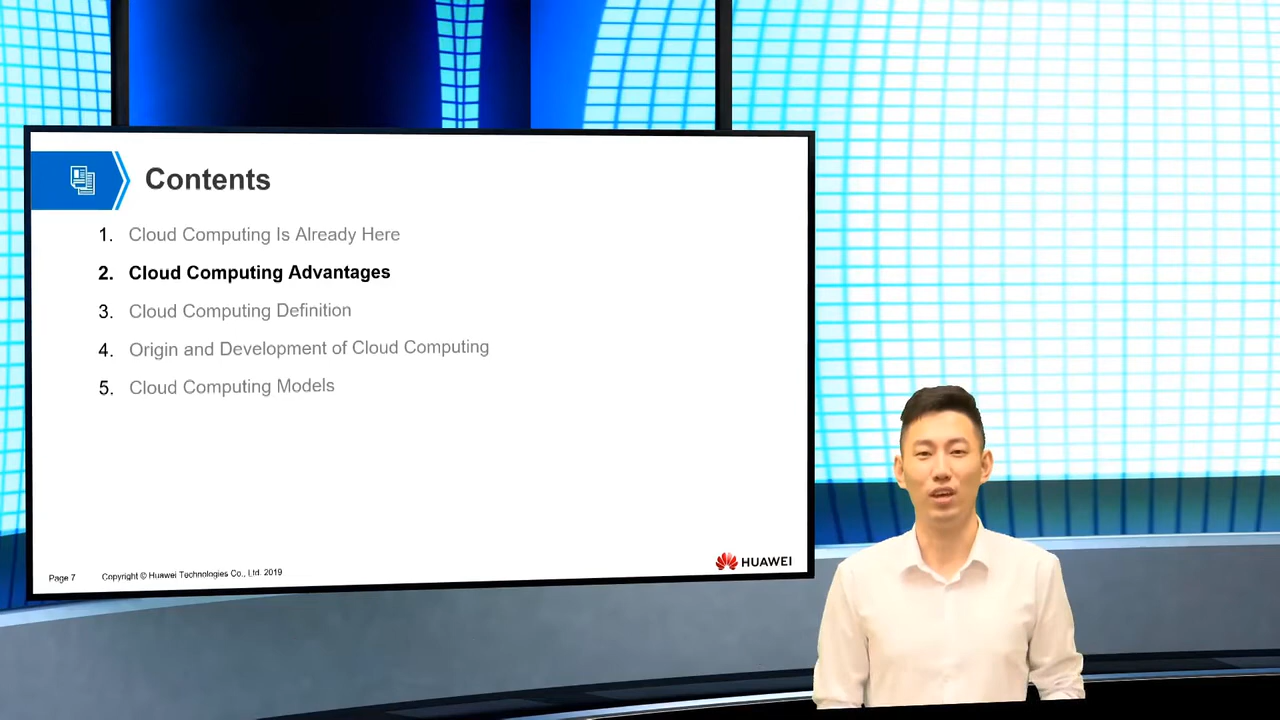 Contents
1. Cloud Computing Is Already Here
2. Cloud Computing Advantages
3. Cloud Computing Definition
4. Origin and Development of Cloud Computing
5. Cloud Computing Models
Page 7 Copyright © Huawei Technologies Co., Ltd. 2019
HUAWEI